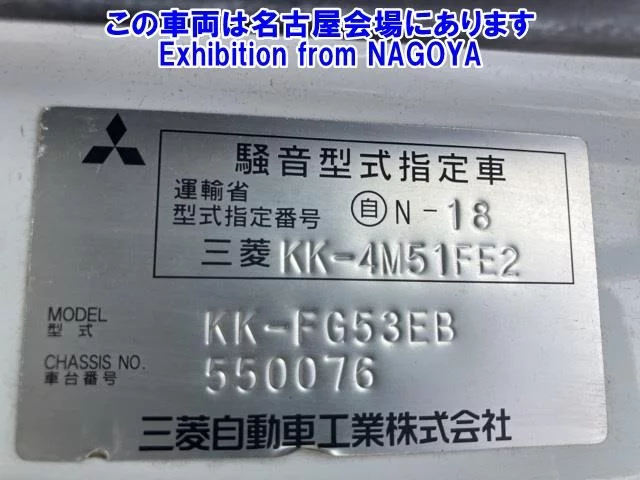 この車両は名古屋会場にあります
Exhibition from NAGOYA
騒音型式指定車
運輸省
型式指定番号 自 N-18
三菱 KK-4M51FE2
MODEL
型式 KK-FG53EB
CHASSIS NO.
車台番号 550076
三菱自動車工業株式会社